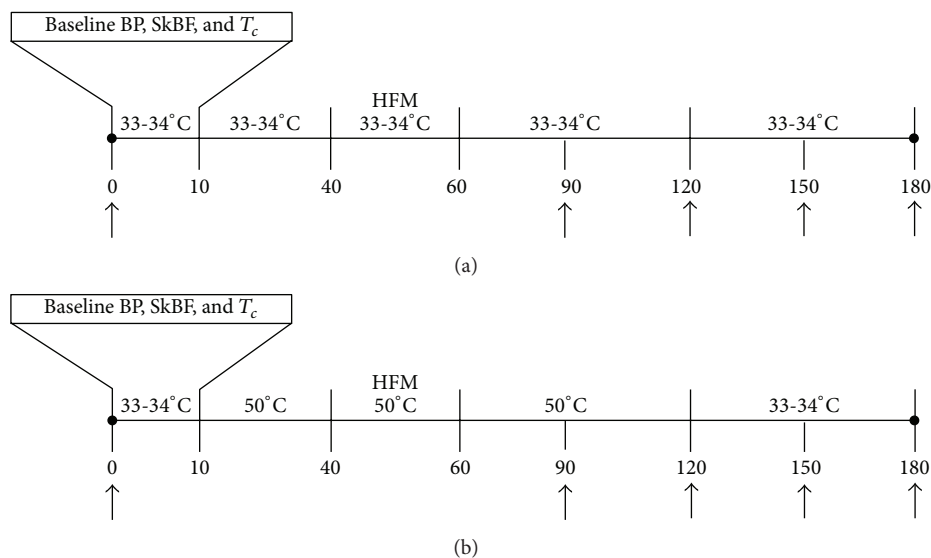 Baseline BP, SkBF, and T_c
HFM
33-34°C 33-34°C 33-34°C 33-34°C 33-34°C
0 10 40 60 90 120 150 180
(a)
Baseline BP, SkBF, and T_c
HFM
33-34°C 50°C 50°C 50°C 33-34°C
0 10 40 60 90 120 150 180
(b)